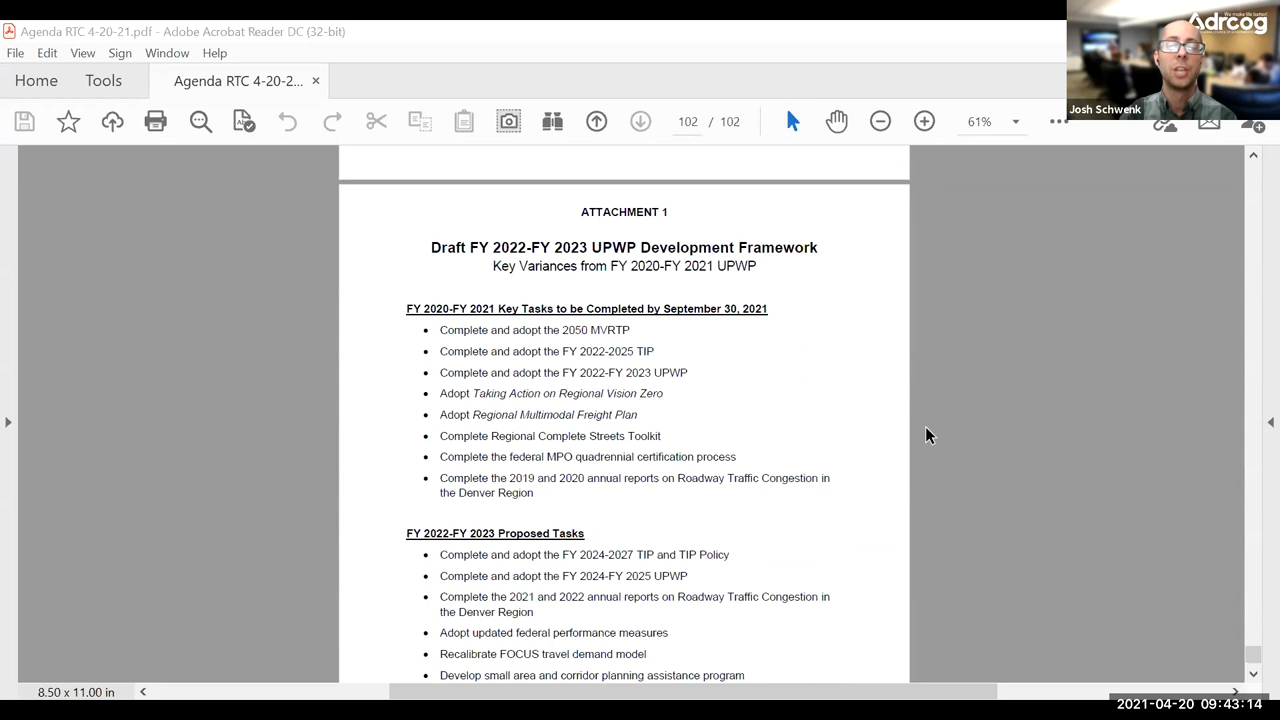 Agenda RTC 4-20-21.pdf - Adobe Acrobat Reader DC (32-bit)
File Edit View Sign Window Help
Home Tools Agenda RTC 4-20-2... ×
102 / 102 61%
We make life better!
drcog
Josh Schwenk
ATTACHMENT 1
Draft FY 2022-FY 2023 UPWP Development Framework
Key Variances from FY 2020-FY 2021 UPWP
FY 2020-FY 2021 Key Tasks to be Completed by September 30, 2021
• Complete and adopt the 2050 MVRTP
• Complete and adopt the FY 2022-2025 TIP
• Complete and adopt the FY 2022-FY 2023 UPWP
• Adopt Taking Action on Regional Vision Zero
• Adopt Regional Multimodal Freight Plan
• Complete Regional Complete Streets Toolkit
• Complete the federal MPO quadrennial certification process
• Complete the 2019 and 2020 annual reports on Roadway Traffic Congestion in
the Denver Region
FY 2022-FY 2023 Proposed Tasks
• Complete and adopt the FY 2024-2027 TIP and TIP Policy
• Complete and adopt the FY 2024-FY 2025 UPWP
• Complete the 2021 and 2022 annual reports on Roadway Traffic Congestion in
the Denver Region
• Adopt updated federal performance measures
• Recalibrate FOCUS travel demand model
• Develop small area and corridor planning assistance program
8.50 x 11.00 in
2021-04-20 09:43:14